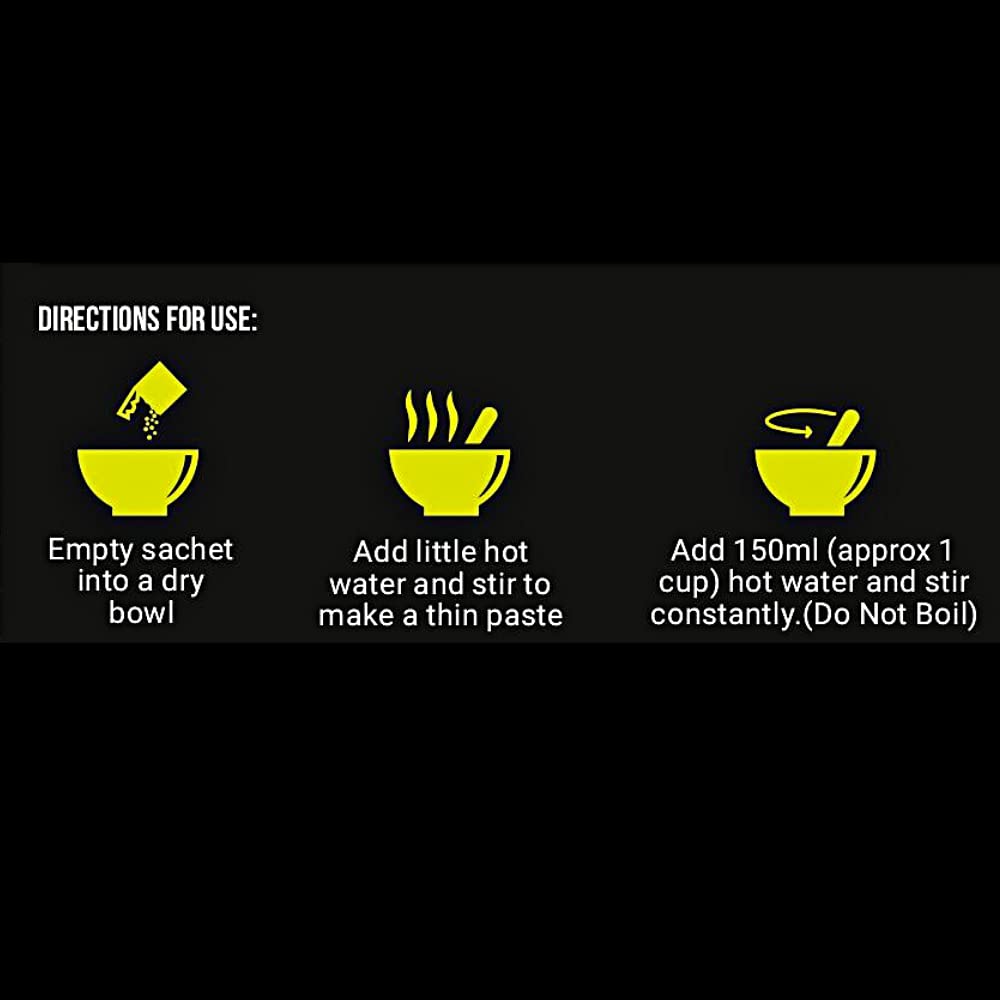 DIRECTIONS FOR USE:
Empty sachet
into a dry
bowl
Add little hot
water and stir to
make a thin paste
Add 150ml (approx 1
cup) hot water and stir
constantly.(Do Not Boil)